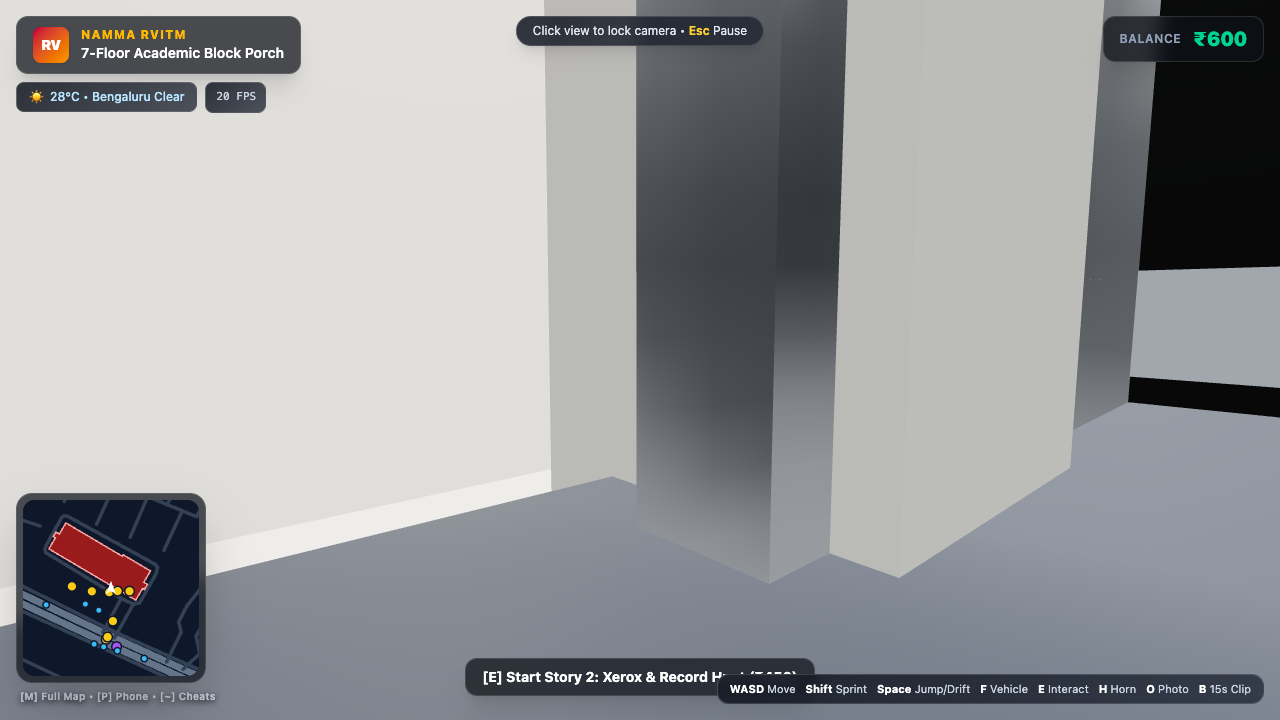 RV
NAMMA RVITM
7-Floor Academic Block Porch
Click view to lock camera • Esc Pause
BALANCE ₹600
28°C • Bengaluru Clear
20 FPS
[E] Start Story 2: Xerox & Record
WASD Move Shift Sprint Space Jump/Drift F Vehicle E Interact H Horn O Photo B 15s Clip
[M] Full Map • [P] Phone • [~] Cheats